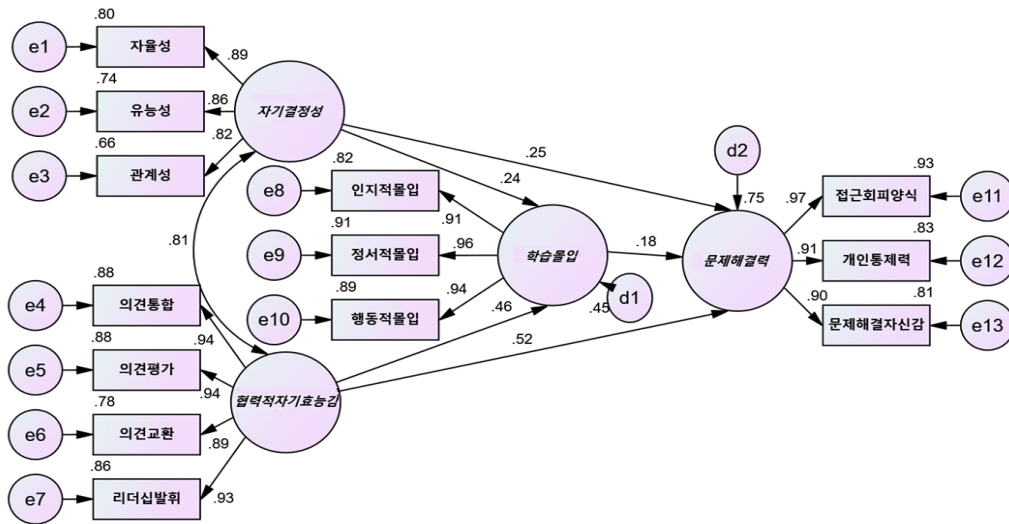 .80
e1
자율성
.89
.74
e2
유능성
.86
자기결정성
.66
.82
e3
관계성
.25
.24
d2
.75
.82
e8
인지적몰입
.91
.91
e9
정서적몰입
.96
학습몰입
.89
e10
행동적몰입
.94
.18
문제해결력
.93
.97
접근회피양식
e11
.83
.91
개인통제력
e12
.81
.90
문제해결자신감
e13
.81
.46
.45
d1
.52
.88
e4
의견통합
.94
.88
e5
의견평가
.94
협력적자기효능감
.78
e6
의견교환
.89
.86
e7
리더십발휘
.93